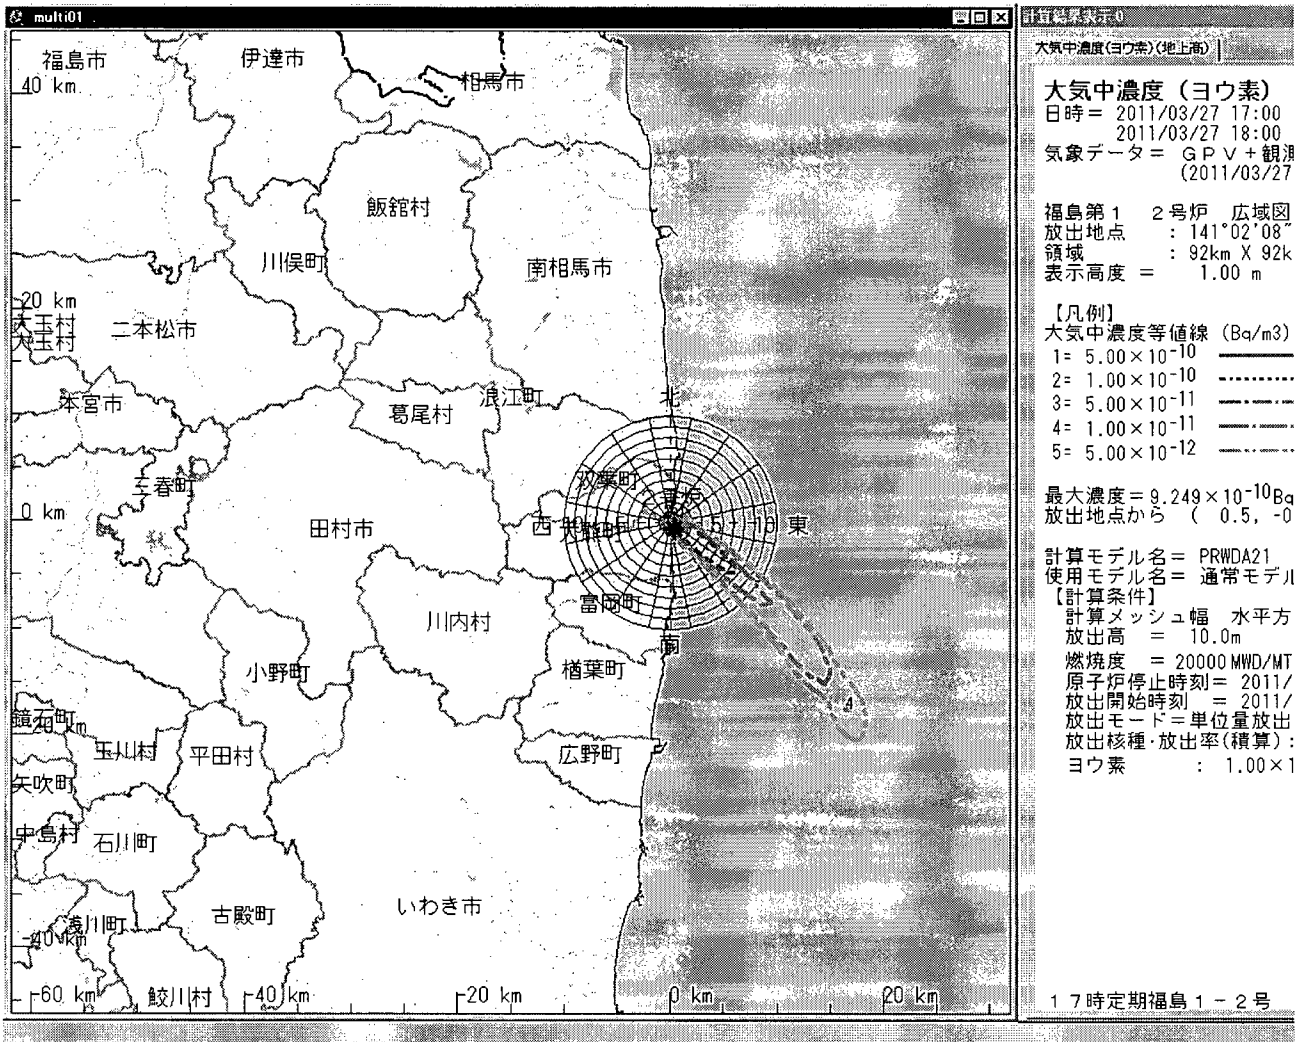 multi01
福島市
伊達市
相馬市
40 km
飯舘村
川俣町
南相馬市
20 km
大玉村
大玉村
二本松市
本宮市
葛尾村
浪江町
北
三春町
双葉町
0 km
田村市
西
大熊町
5
10
東
川内村
富岡町
南
小野町
楢葉町
4
鏡石町
-20 km
玉川村
平田村
広野町
矢吹町
中島村
石川町
浅川町
古殿町
いわき市
-40 km
鮫川村
-60 km
-40 km
-20 km
0 km
20 km
計算結果表示:0
大気中濃度(ヨウ素)(地上高)
大気中濃度（ヨウ素）
日時＝ 2011/03/27 17:00
2011/03/27 18:00
気象データ＝ ＧＰＶ＋観測
(2011/03/27
福島第１ ２号炉 広域図
放出地点 : 141°02'08"
領域 : 92km X 92k
表示高度 ＝ 1.00 m
【凡例】
大気中濃度等値線 (Bq/m3)
1= 5.00×10-10
2= 1.00×10-10
3= 5.00×10-11
4= 1.00×10-11
5= 5.00×10-12
最大濃度＝9.249×10-10Bq
放出地点から ( 0.5, -0
計算モデル名＝ PRWDA21
使用モデル名＝ 通常モデル
【計算条件】
計算メッシュ幅 水平方
放出高 ＝ 10.0m
燃焼度 ＝20000MWD/MT
原子炉停止時刻＝ 2011/
放出開始時刻 ＝ 2011/
放出モード＝単位量放出
放出核種・放出率(積算) :
ヨウ素 : 1.00×1
１７時定期福島１－２号